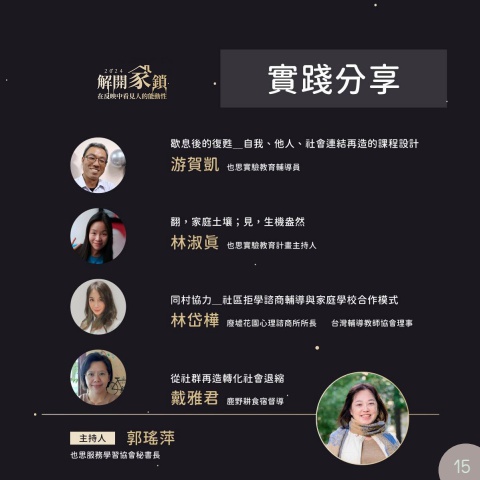 2024
解開家鎖
在反映中看見人的能動性
實踐分享
歇息後的復甦__自我、他人、社會連結再造的課程設計
游賀凱 也思實驗教育輔導員
翻，家庭土壤；見，生機盎然
林淑眞 也思實驗教育計畫主持人
同村協力__社區拒學諮商輔導與家庭學校合作模式
林岱樺 廢墟花園心理諮商所所長 台灣輔導教師協會理事
從社群再造轉化社會退縮
戴雅君 鹿野耕食宿督導
主持人 郭瑤萍
也思服務學習協會秘書長
15